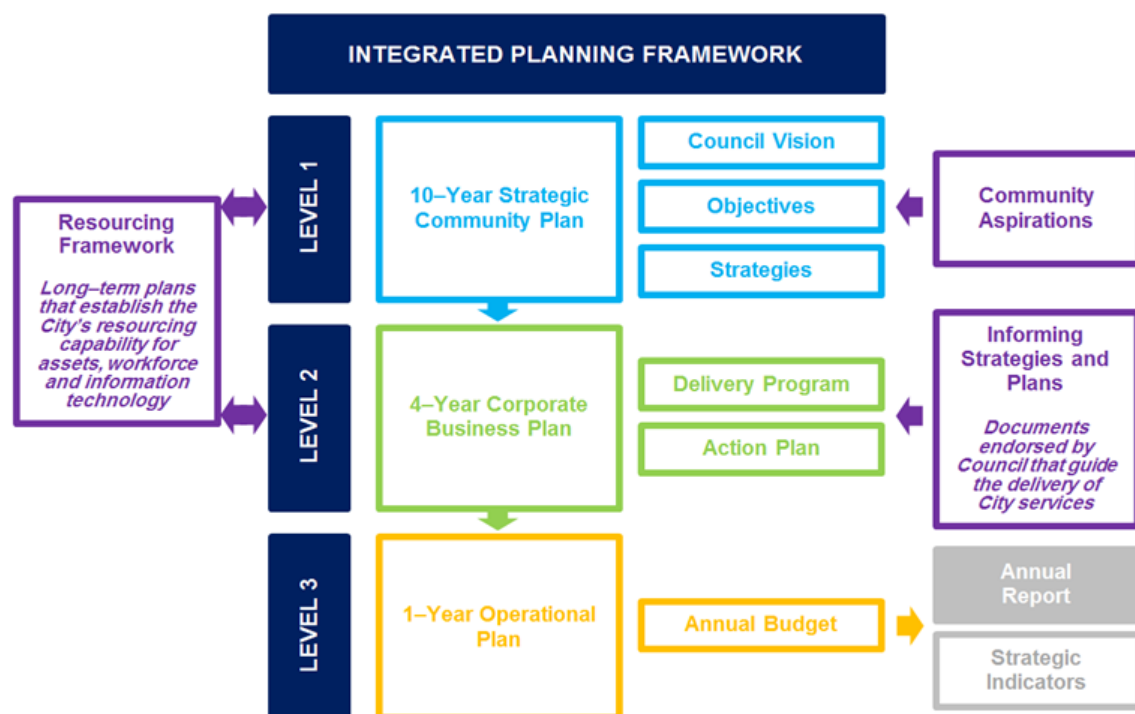 INTEGRATED PLANNING FRAMEWORK
LEVEL 1
10–Year Strategic
Community Plan
Council Vision
Objectives
Strategies
Community
Aspirations
Resourcing
Framework
Long–term plans
that establish the
City's resourcing
capability for
assets, workforce
and information
technology
LEVEL 2
4–Year Corporate
Business Plan
Delivery Program
Action Plan
Informing
Strategies and
Plans
Documents
endorsed by
Council that guide
the delivery of
City services
LEVEL 3
1–Year Operational
Plan
Annual Budget
Annual
Report
Strategic
Indicators